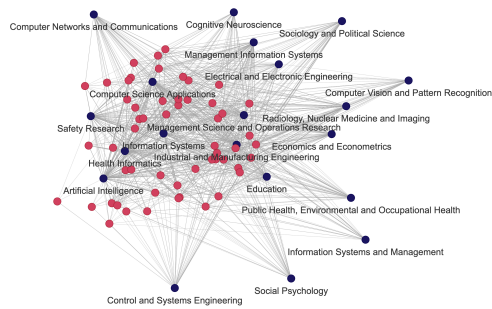 Computer Networks and Communications
Cognitive Neuroscience
Sociology and Political Science
Management Information Systems
Electrical and Electronic Engineering
Computer Vision and Pattern Recognition
Computer Science Applications
Radiology, Nuclear Medicine and Imaging
Safety Research
Management Science and Operations Research
Information Systems
Economics and Econometrics
Industrial and Manufacturing Engineering
Health Informatics
Artificial Intelligence
Education
Public Health, Environmental and Occupational Health
Information Systems and Management
Social Psychology
Control and Systems Engineering